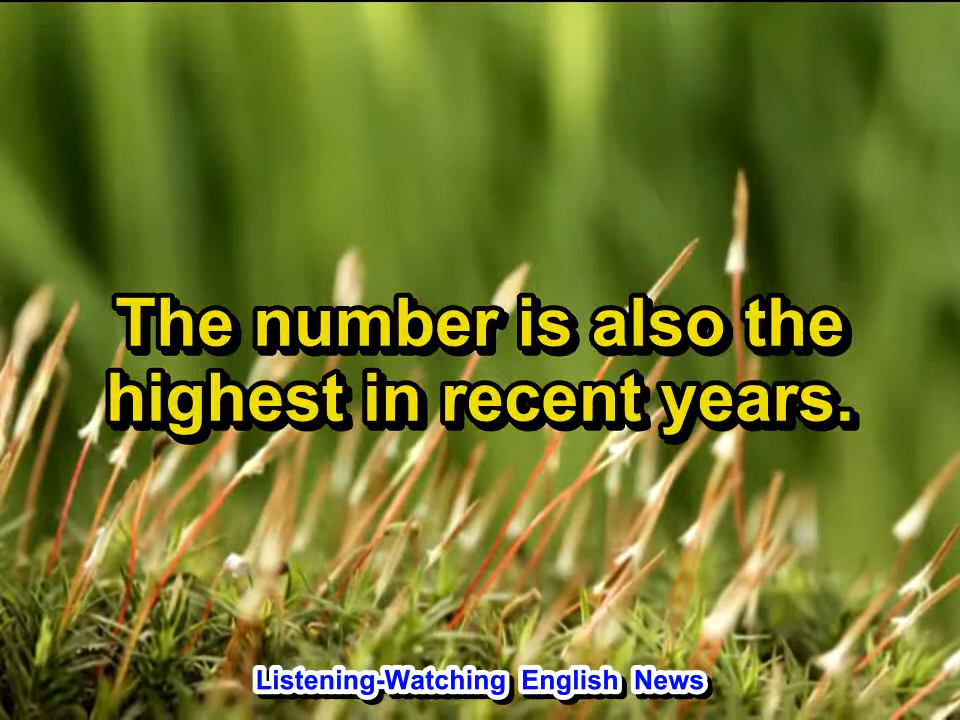 The number is also the
highest in recent years.
Listening-Watching English News